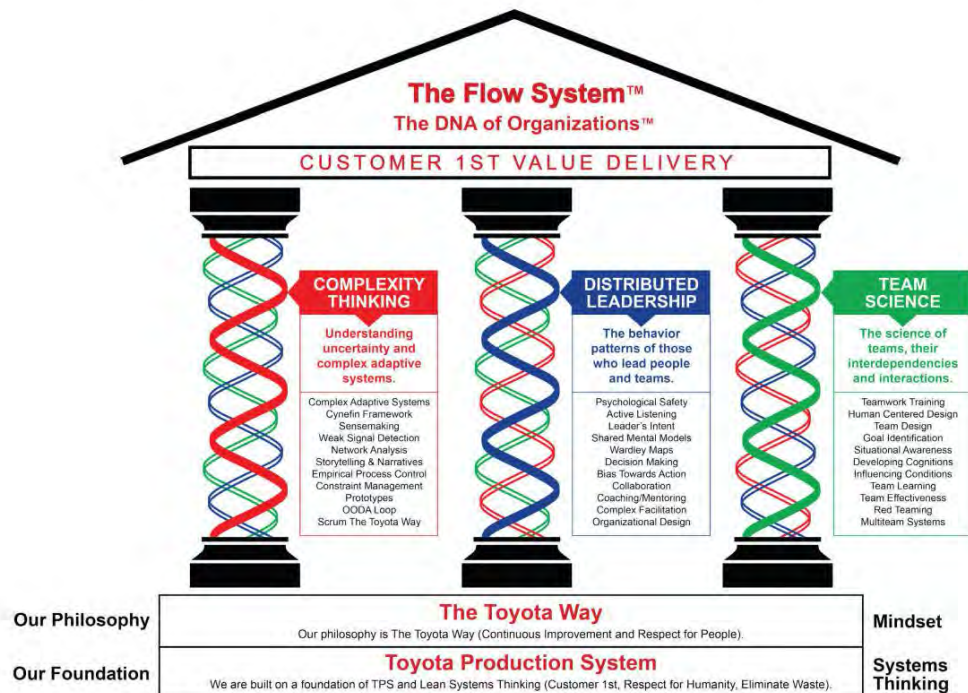 The Flow System™
The DNA of Organizations™
CUSTOMER 1ST VALUE DELIVERY
COMPLEXITY
THINKING
Understanding
uncertainty and
complex adaptive
systems.
Complex Adaptive Systems
Cynefin Framework
Sensemaking
Weak Signal Detection
Network Analysis
Storytelling & Narratives
Empirical Process Control
Constraint Management
Prototypes
OODA Loop
Scrum The Toyota Way
DISTRIBUTED
LEADERSHIP
The behavior
patterns of those
who lead people
and teams.
Psychological Safety
Active Listening
Leader's Intent
Shared Mental Models
Wardley Maps
Decision Making
Bias Towards Action
Collaboration
Coaching/Mentoring
Complex Facilitation
Organizational Design
TEAM
SCIENCE
The science of
teams, their
interdependencies
and interactions.
Teamwork Training
Human Centered Design
Team Design
Goal Identification
Situational Awareness
Developing Cognitions
Influencing Conditions
Team Learning
Team Effectiveness
Red Teaming
Multiteam Systems
Our Philosophy
The Toyota Way
Our philosophy is The Toyota Way (Continuous Improvement and Respect for People).
Mindset
Our Foundation
Toyota Production System
We are built on a foundation of TPS and Lean Systems Thinking (Customer 1st, Respect for Humanity, Eliminate Waste).
Systems
Thinking